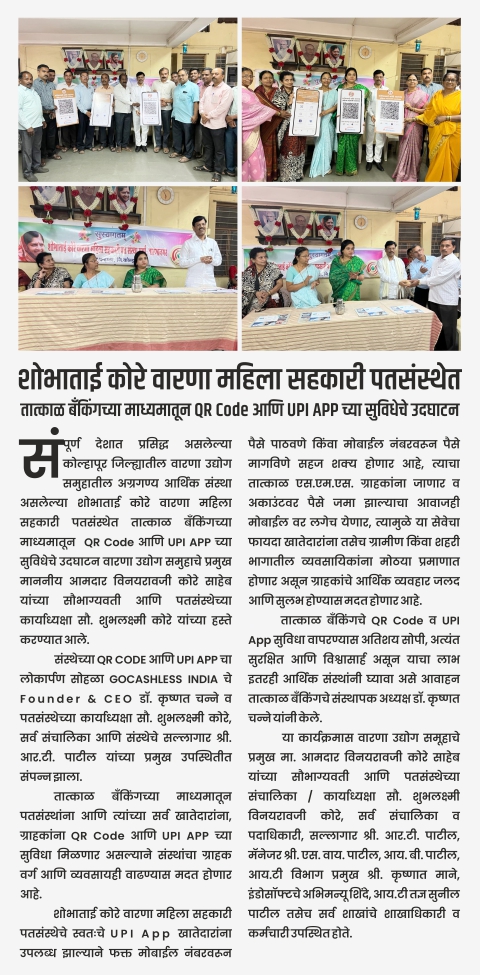 सुस्वागतम्
शोभाताई कोरे वारणा महिला सहकारी पतसंस्थेत
तात्काळ बँकिंगच्या माध्यमातून QR Code आणि UPI APP च्या सुविधेचे उदघाटन
संपूर्ण देशात प्रसिद्ध असलेल्या
कोल्हापूर जिल्ह्यातील वारणा उद्योग
समुहातील अग्रगण्य आर्थिक संस्था
असलेल्या शोभाताई कोरे वारणा महिला
सहकारी पतसंस्थेत तात्काळ बँकिंगच्या
माध्यमातून QR Code आणि UPI APP च्या
सुविधेचे उदघाटन वारणा उद्योग समुहाचे प्रमुख
माननीय आमदार विनयरावजी कोरे साहेब
यांच्या सौभाग्यवती आणि पतसंस्थेच्या
कार्याध्यक्षा सौ. शुभलक्ष्मी कोरे यांच्या हस्ते
करण्यात आले.
संस्थेच्या QR CODE आणि UPI APP चा
लोकार्पण सोहळा GOCASHLESS INDIA चे
Founder & CEO डॉ. कृष्णत चन्ने व
पतसंस्थेच्या कार्याध्यक्षा सौ. शुभलक्ष्मी कोरे,
सर्व संचालिका आणि संस्थेचे सल्लागार श्री.
आर.टी. पाटील यांच्या प्रमुख उपस्थितीत
संपन्न झाला.
तात्काळ बँकिंगच्या माध्यमातून
पतसंस्थांना आणि त्यांच्या सर्व खातेदारांना,
ग्राहकांना QR Code आणि UPI APP च्या
सुविधा मिळणार असल्याने संस्थांचा ग्राहक
वर्ग आणि व्यवसायही वाढण्यास मदत होणार
आहे.
शोभाताई कोरे वारणा महिला सहकारी
पतसंस्थेचे स्वतःचे UPI App खातेदारांना
उपलब्ध झाल्याने फक्त मोबाईल नंबरवरून
पैसे पाठवणे किंवा मोबाईल नंबरवरून पैसे
मागविणे सहज शक्य होणार आहे, त्याचा
तात्काळ एस.एम.एस. ग्राहकांना जाणार व
अकाउंटवर पैसे जमा झाल्याचा आवाजही
मोबाईल वर लगेच येणार, त्यामुळे या सेवेचा
फायदा खातेदारांना तसेच ग्रामीण किंवा शहरी
भागातील व्यवसायिकांना मोठया प्रमाणात
होणार असून ग्राहकांचे आर्थिक व्यवहार जलद
आणि सुलभ होण्यास मदत होणार आहे.
तात्काळ बँकिंगचे QR Code व UPI
App सुविधा वापरण्यास अतिशय सोपी, अत्यंत
सुरक्षित आणि विश्वासार्ह असून याचा लाभ
इतरही आर्थिक संस्थांनी घ्यावा असे आवाहन
तात्काळ बँकिंगचे संस्थापक अध्यक्ष डॉ. कृष्णत
चन्ने यांनी केले.
या कार्यक्रमास वारणा उद्योग समूहाचे
प्रमुख मा. आमदार विनयरावजी कोरे साहेब
यांच्या सौभाग्यवती आणि पतसंस्थेच्या
संचालिका / कार्याध्यक्षा सौ. शुभलक्ष्मी
विनयरावजी कोरे, सर्व संचालिका व
पदाधिकारी, सल्लागार श्री. आर.टी. पाटील,
मॅनेजर श्री. एस. वाय. पाटील, आय. बी. पाटील,
आय.टी विभाग प्रमुख श्री. कृष्णात माने,
इंडोसॉफ्टचे अभिमन्यू शिंदे, आय.टी तज्ञ सुनील
पाटील तसेच सर्व शाखांचे शाखाधिकारी व
कर्मचारी उपस्थित होते.